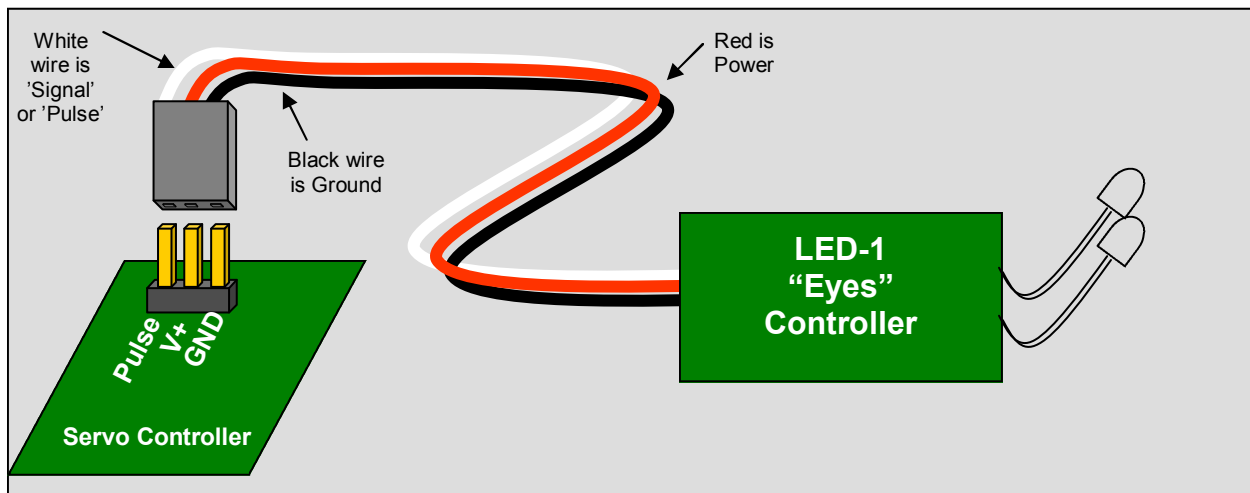 White
wire is
’Signal’
or ’Pulse’
Red is
Power
Black wire
is Ground
Pulse
V+
GND
Servo Controller
LED-1
“Eyes”
Controller